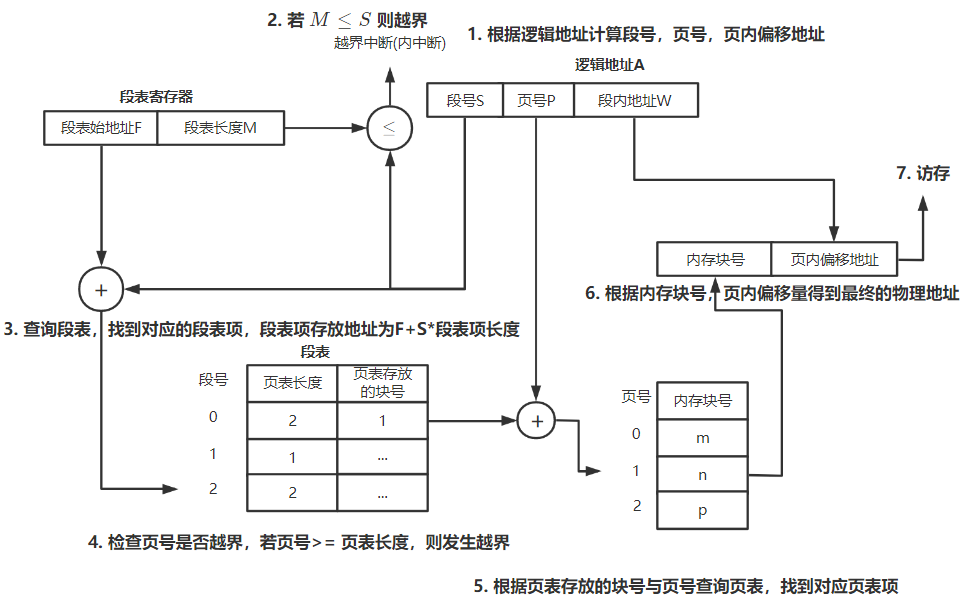 2. 若 M ≤ S 则越界
越界中断(内中断)
1. 根据逻辑地址计算段号，页号，页内偏移地址
逻辑地址A
段号S 页号P 段内地址W
段表寄存器
段表始地址F 段表长度M
≤
7. 访存
内存块号 页内偏移地址
6. 根据内存块号，页内偏移量得到最终的物理地址
+
3. 查询段表，找到对应的段表项，段表项存放地址为F+S*段表项长度
段表
段号 页表长度 页表存放
的块号
0 2 1
1 1 ...
2 2 ...
+
页号 内存块号
0 m
1 n
2 p
4. 检查页号是否越界，若页号>= 页表长度，则发生越界
5. 根据页表存放的块号与页号查询页表，找到对应页表项